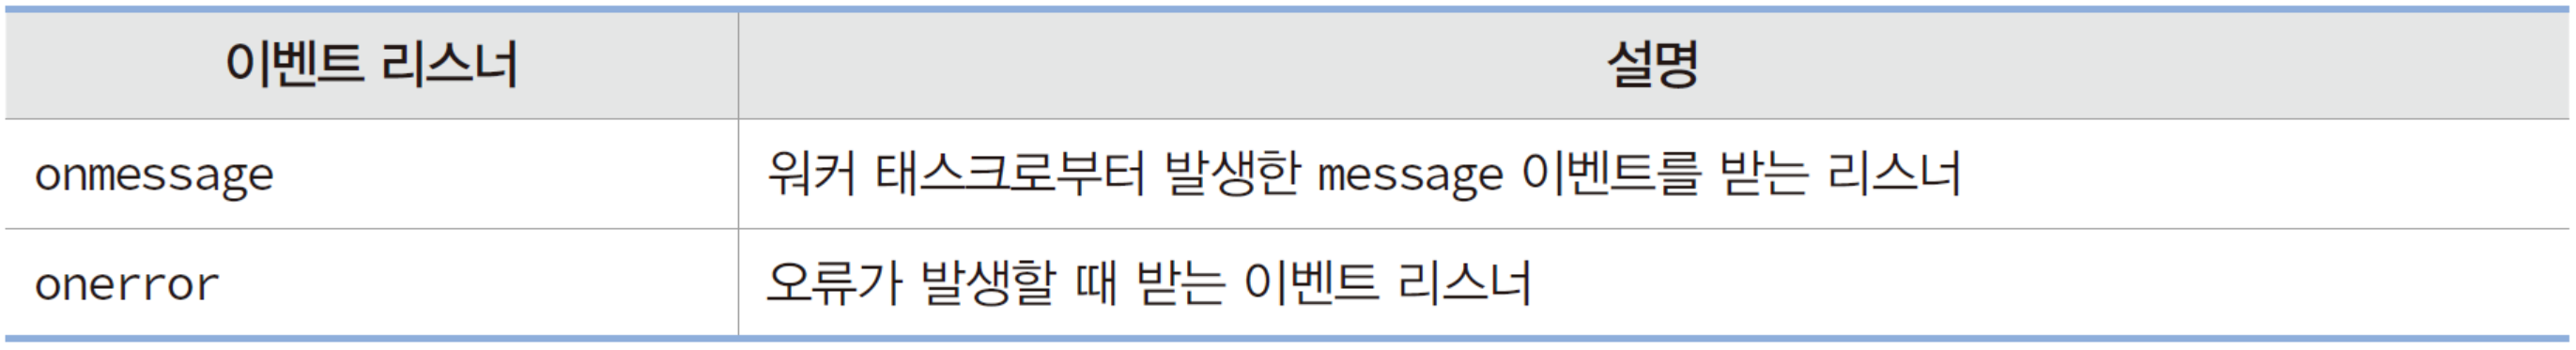 이벤트 리스너 설명
onmessage 워커 태스크로부터 발생한 message 이벤트를 받는 리스너
onerror 오류가 발생할 때 받는 이벤트 리스너